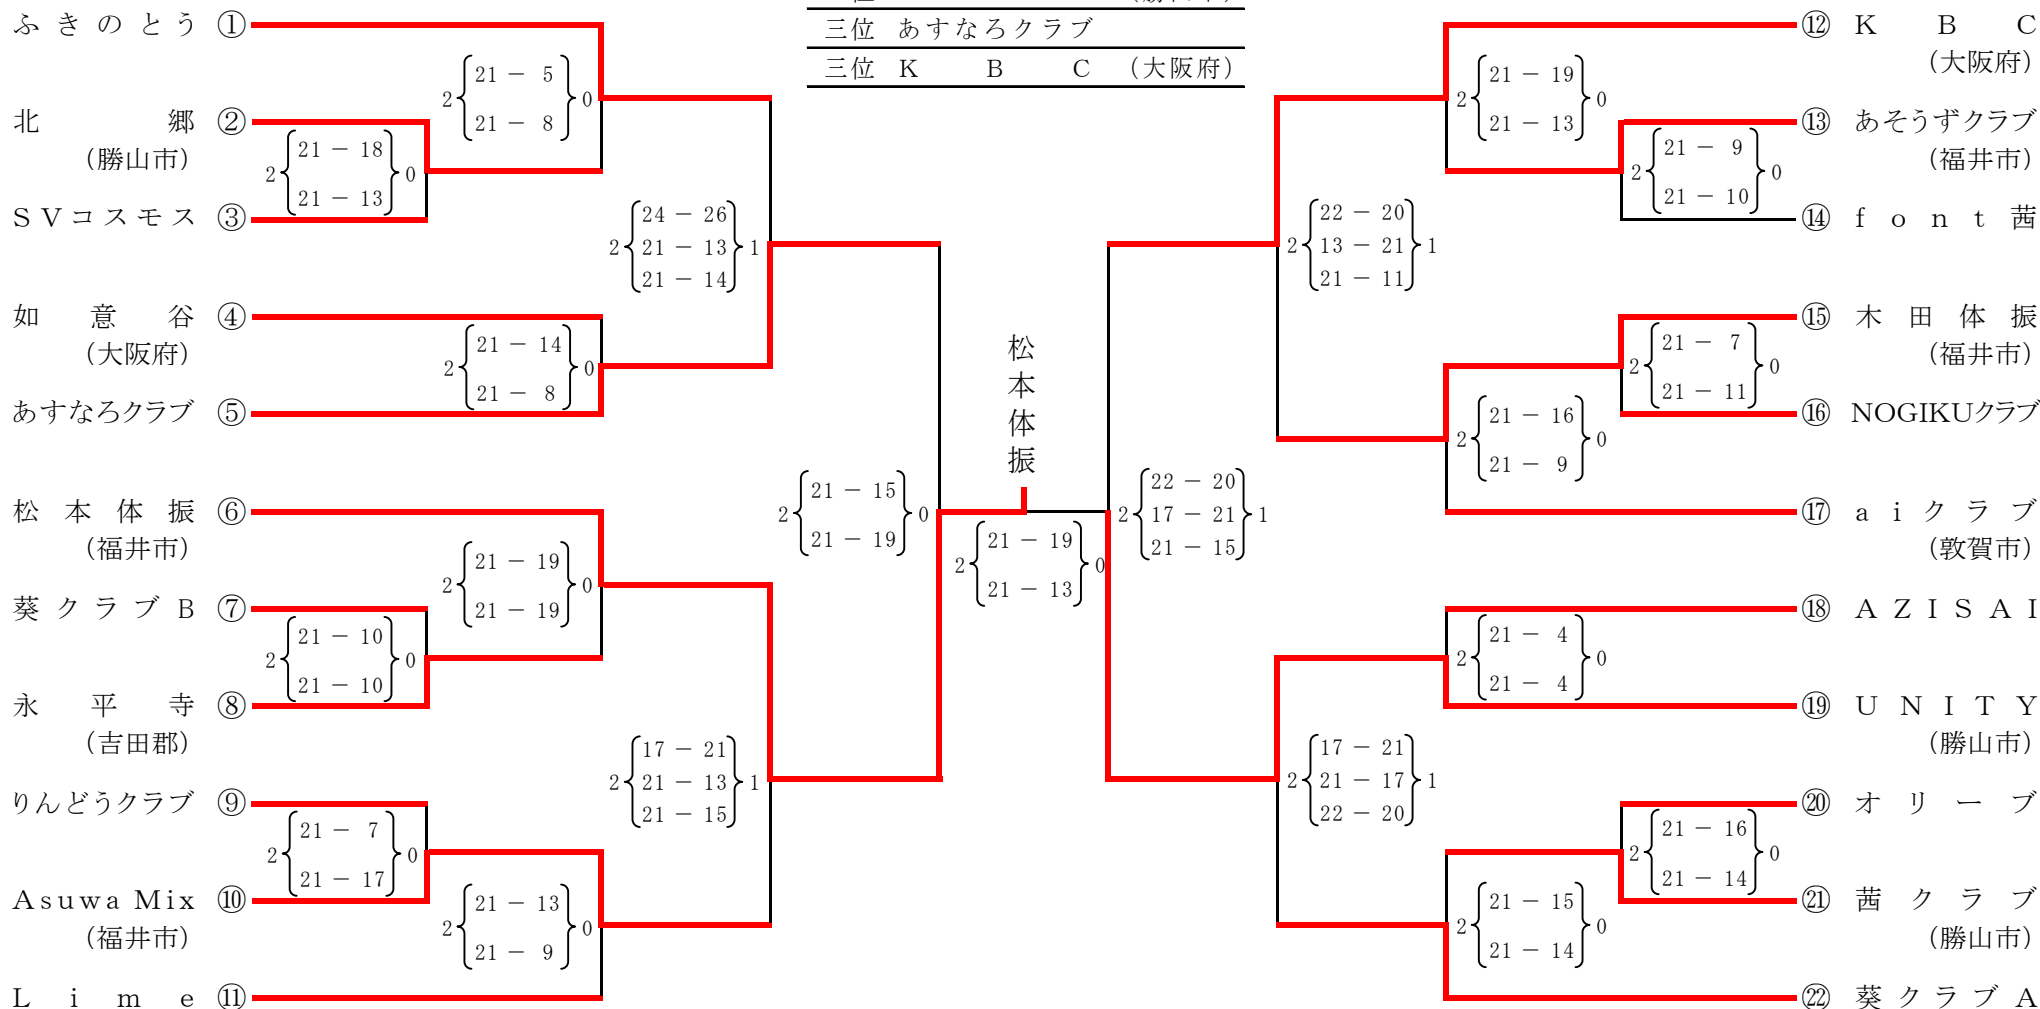 三位 あすなろクラブ
三位 K B C (大阪府)
ふきのとう ①
21 － 5
2 0
21 － 8
北郷 ②
(勝山市)
21 － 18
2 0
21 － 13
SVコスモス ③
24 － 26
2 21 － 13 1
21 － 14
如意谷 ④
(大阪府)
21 － 14
2 0
21 － 8
あすなろクラブ ⑤
松本体振 ⑥
(福井市)
21 － 15
2 0
21 － 19
21 － 19
2 0
21 － 19
葵クラブB ⑦
21 － 10
2 0
21 － 10
永平寺 ⑧
(吉田郡)
17 － 21
2 21 － 13 1
21 － 15
りんどうクラブ ⑨
21 － 7
2 0
21 － 17
Asuwa Mix ⑩
(福井市)
21 － 13
2 0
21 － 9
Lime ⑪
松本体振
21 － 19
2 0
21 － 13
⑫ KBC
(大阪府)
21 － 19
2 0
21 － 13
⑬ あそうずクラブ
(福井市)
21 － 9
2 0
21 － 10
⑭ font茜
22 － 20
2 13 － 21 1
21 － 11
⑮ 木田体振
(福井市)
21 － 7
2 0
21 － 11
⑯ NOGIKUクラブ
21 － 16
2 0
21 － 9
⑰ aiクラブ
(敦賀市)
22 － 20
2 17 － 21 1
21 － 15
⑱ AZISAI
21 － 4
2 0
21 － 4
⑲ UNITY
(勝山市)
17 － 21
2 21 － 17 1
22 － 20
⑳ オリーブ
21 － 16
2 0
21 － 14
㉑ 茜クラブ
(勝山市)
21 － 15
2 0
21 － 14
㉒ 葵クラブA